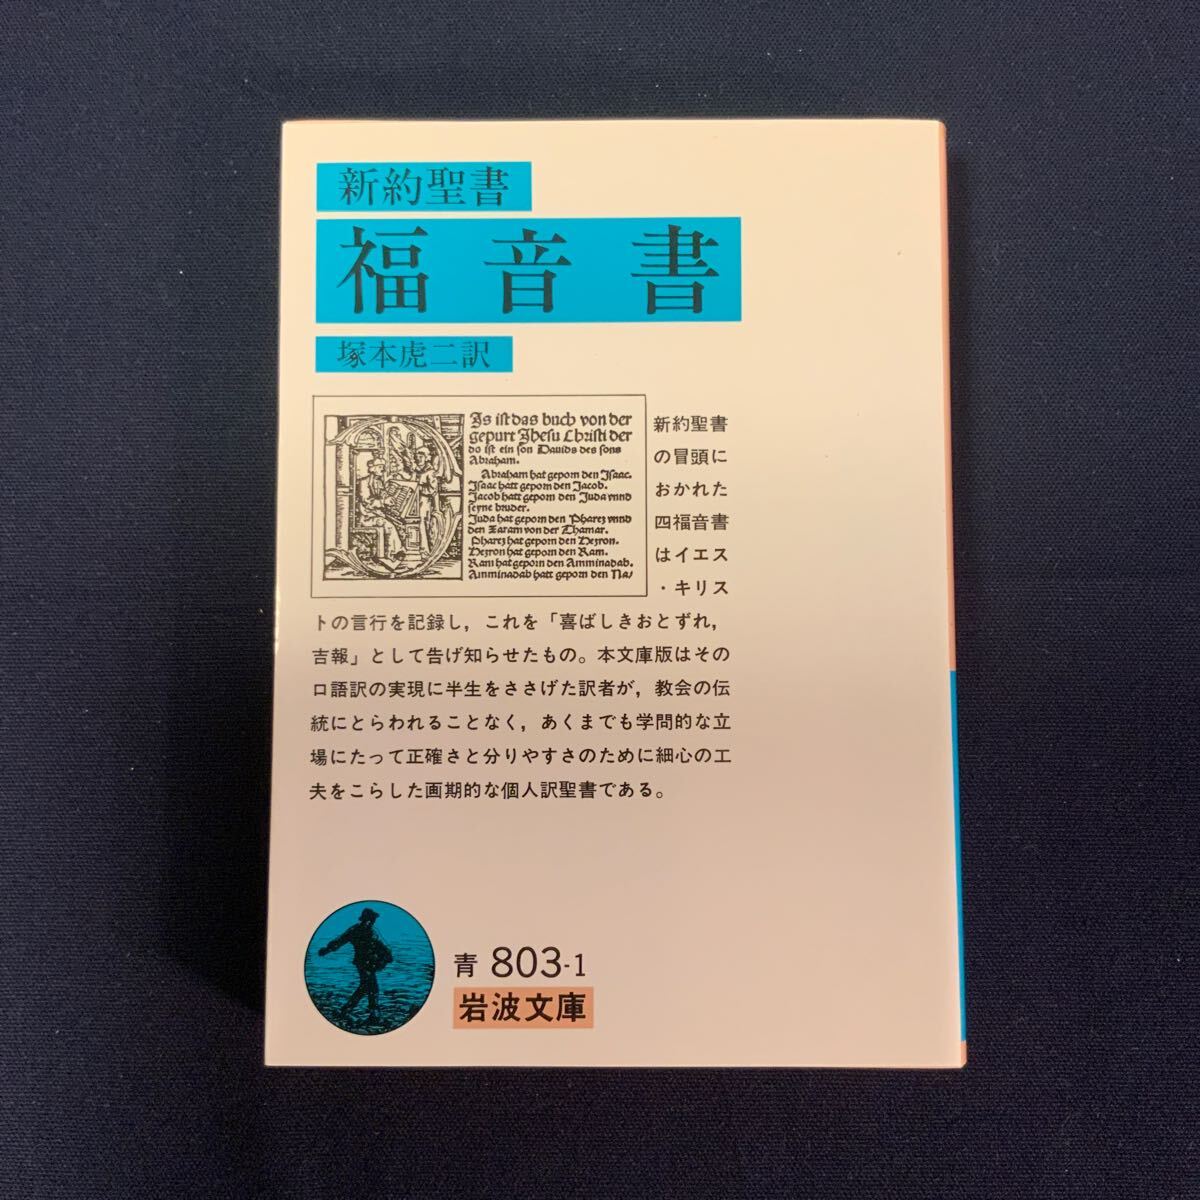 新約聖書
福音書
塚本虎二訳
Is ist das buch von der
gepurt Jhesu Christi der
do ist ein son Dauids des sons
Abraham.
Abraham hat geporn den Isaac.
Isaac hatt geporn den Jacob.
Jacob hatt geporn den Juda vnnd
seyne bruder.
Juda hat geporn den Pharez vnnd
den Zaram von der Thamar.
Pharez hat geporn den Hezron.
Hezron hat geporn den Ram.
Ram hat geporn den Amminadab.
Amminadab hatt geporn den Na/
新約聖書
の冒頭に
おかれた
四福音書
はイエス
・キリス
トの言行を記録し，これを「喜ばしきおとずれ，
吉報」として告げ知らせたもの。本文庫版はその
口語訳の実現に半生をささげた訳者が，教会の伝
統にとらわれることなく，あくまでも学問的な立
場にたって正確さと分りやすさのために細心の工
夫をこらした画期的な個人訳聖書である。
青 803-1
岩波文庫